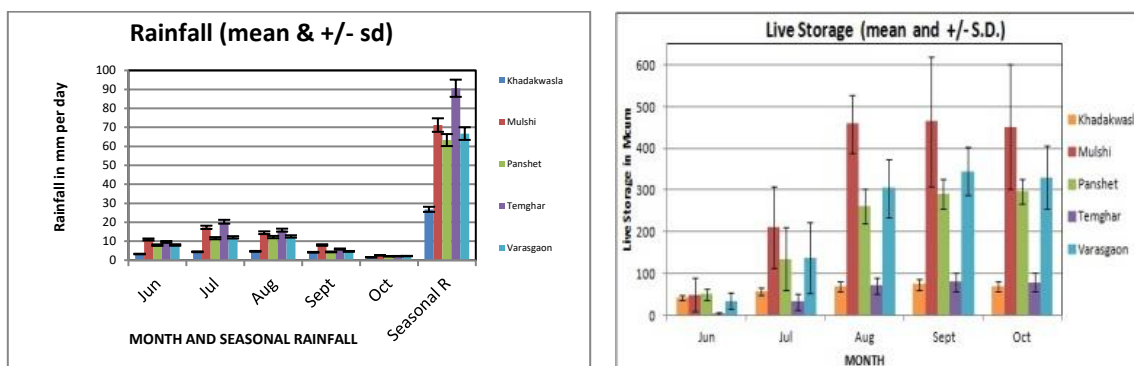 Rainfall (mean & +/- sd)
Rainfall in mm per day
100
90
80
70
60
50
40
30
20
10
0
Jun
Jul
Aug
Sept
Oct
Seasonal R
MONTH AND SEASONAL RAINFALL
Khadakwasla
Mulshi
Panshet
Temghar
Varasgaon
Live Storage (mean and +/- S.D.)
Live Storage in Mcum
600
500
400
300
200
100
0
Jun
Jul
Aug
Sept
Oct
MONTH
Khadakwasl
Mulshi
Panshet
Temghar
Varasgaon